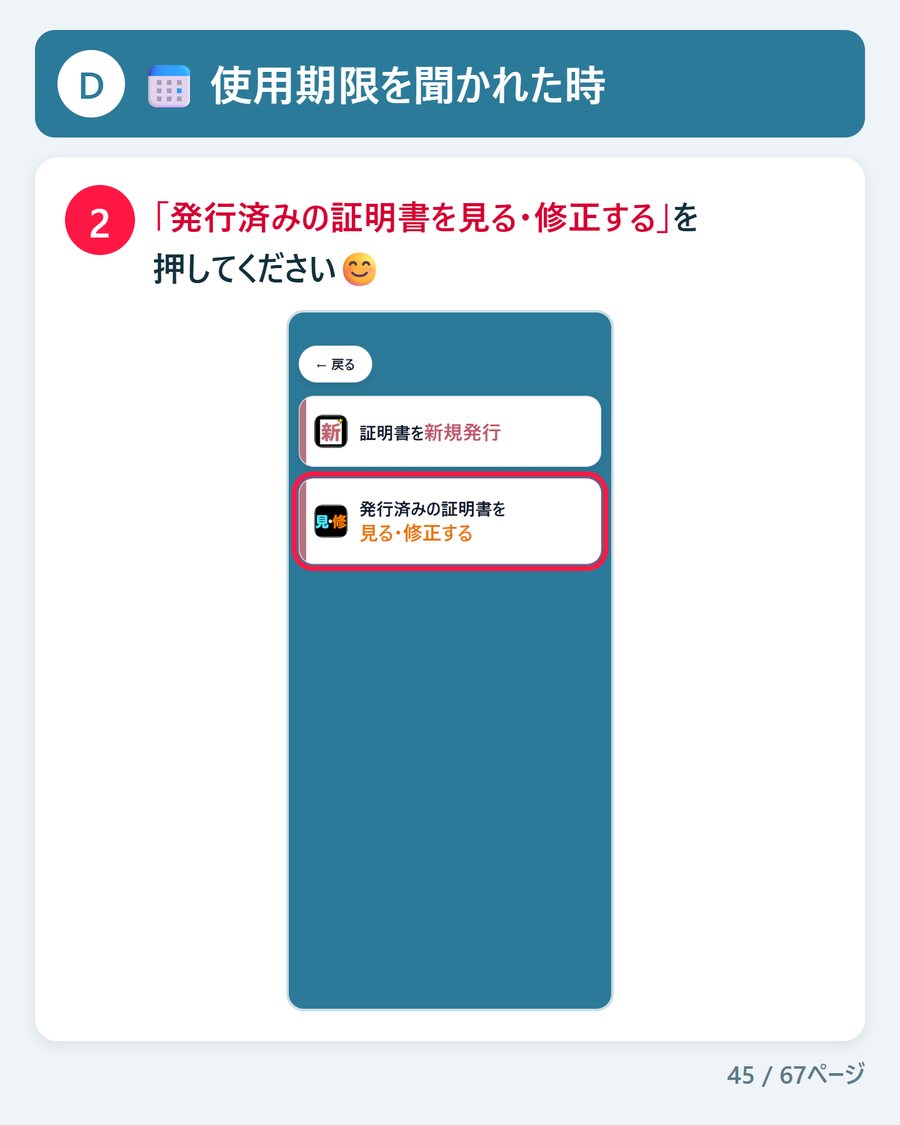 D 使用期限を聞かれた時
2 「発行済みの証明書を見る・修正する」を
押してください
← 戻る
新 証明書を新規発行
見・修 発行済みの証明書を
見る・修正する
45 / 67ページ